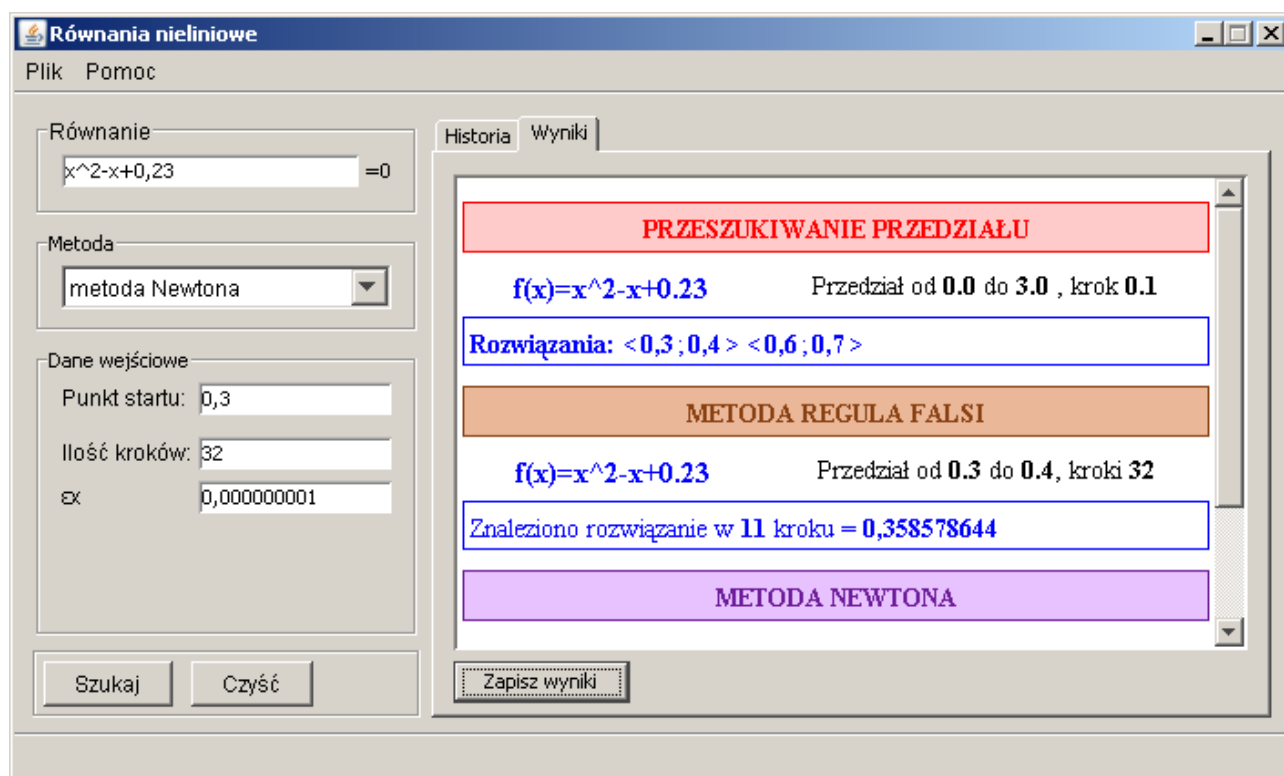 Równania nieliniowe
Plik Pomoc
Równanie
x^2-x+0,23 =0
Metoda
metoda Newtona
Dane wejściowe
Punkt startu: 0,3
Ilość kroków: 32
εx 0,000000001
Szukaj Czyść
Historia Wyniki
PRZESZUKIWANIE PRZEDZIAŁU
f(x)=x^2-x+0.23 Przedział od 0.0 do 3.0 , krok 0.1
Rozwiązania: <0,3 ; 0,4 > <0,6 ; 0,7 >
METODA REGULA FALSI
f(x)=x^2-x+0.23 Przedział od 0.3 do 0.4, kroki 32
Znaleziono rozwiązanie w 11 kroku = 0,358578644
METODA NEWTONA
Zapisz wyniki